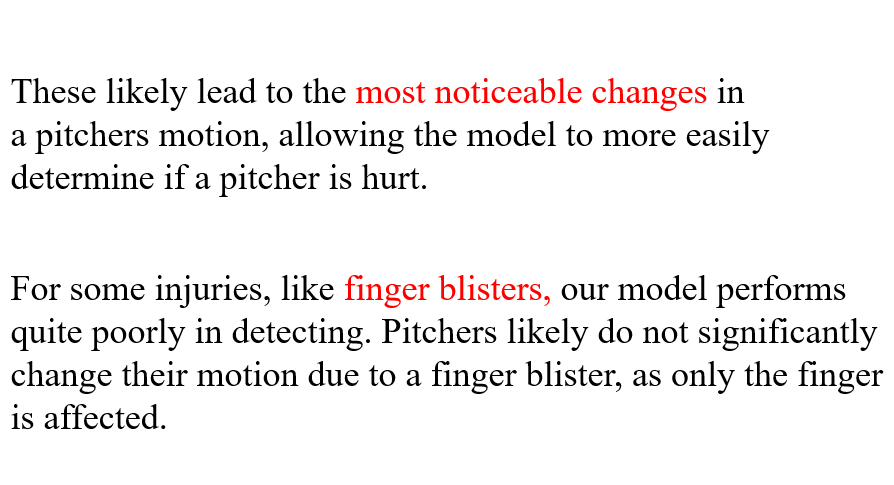 These likely lead to the most noticeable changes in
a pitchers motion, allowing the model to more easily
determine if a pitcher is hurt.
For some injuries, like finger blisters, our model performs
quite poorly in detecting. Pitchers likely do not significantly
change their motion due to a finger blister, as only the finger
is affected.